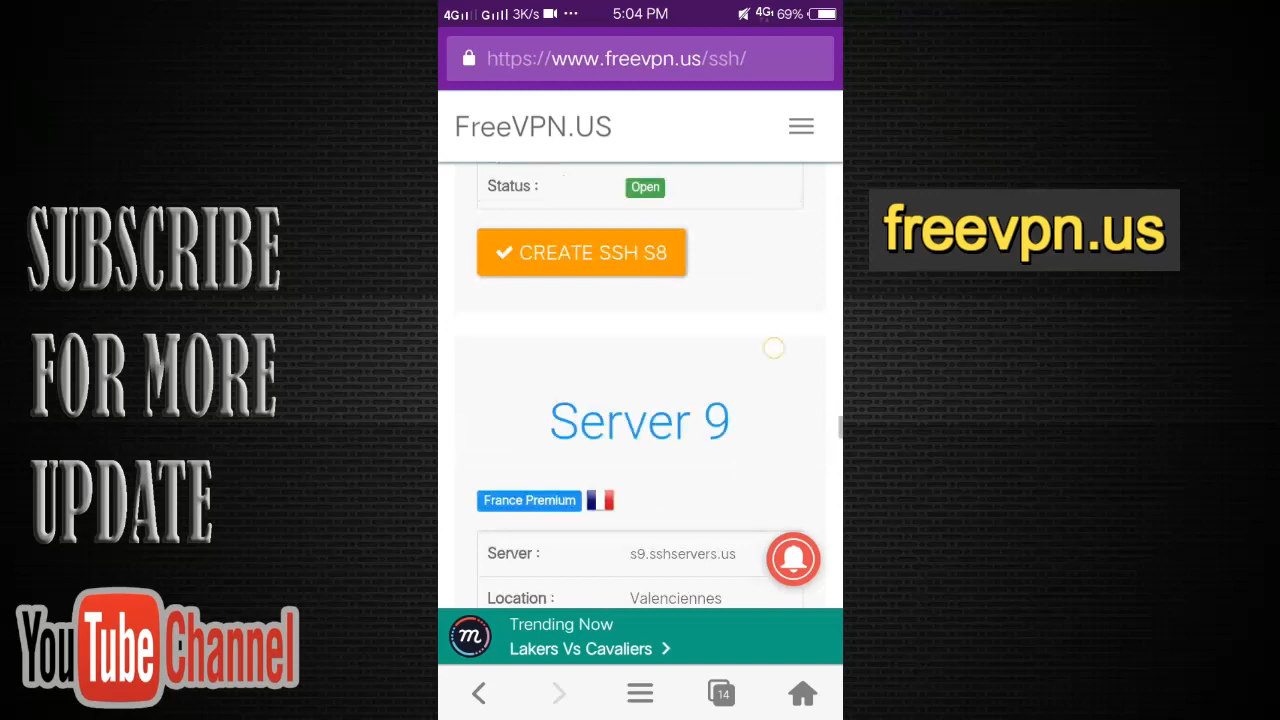 SUBSCRIBE
FOR MORE
UPDATE
YouTube Channel
4G G 3K/s ··· 5:04 PM 4G 69%
https://www.freevpn.us/ssh/
FreeVPN.US
Status : Open
CREATE SSH S8
Server 9
France Premium
Server : s9.sshservers.us
Location : Valenciennes
m
Trending Now
Lakers Vs Cavaliers
14
freevpn.us